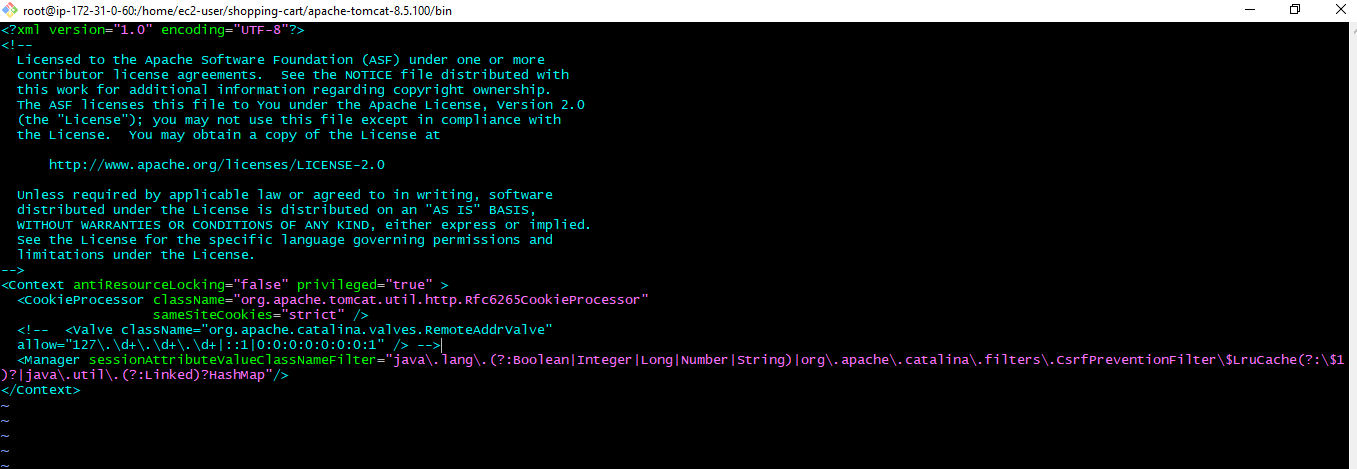 root@ip-172-31-0-60:/home/ec2-user/shopping-cart/apache-tomcat-8.5.100/bin
<?xml version="1.0" encoding="UTF-8"?>
<!--
  Licensed to the Apache Software Foundation (ASF) under one or more
  contributor license agreements.  See the NOTICE file distributed with
  this work for additional information regarding copyright ownership.
  The ASF licenses this file to You under the Apache License, Version 2.0
  (the "License"); you may not use this file except in compliance with
  the License.  You may obtain a copy of the License at

      http://www.apache.org/licenses/LICENSE-2.0

  Unless required by applicable law or agreed to in writing, software
  distributed under the License is distributed on an "AS IS" BASIS,
  WITHOUT WARRANTIES OR CONDITIONS OF ANY KIND, either express or implied.
  See the License for the specific language governing permissions and
  limitations under the License.
-->
<Context antiResourceLocking="false" privileged="true" >
  <CookieProcessor className="org.apache.tomcat.util.http.Rfc6265CookieProcessor"
                   sameSiteCookies="strict" />
  <!--  <Valve className="org.apache.catalina.valves.RemoteAddrValve"
  allow="127\.\d+\.\d+\.\d+|::1|0:0:0:0:0:0:0:1" /> -->
  <Manager sessionAttributeValueClassNameFilter="java\.lang\.(?:Boolean|Integer|Long|Number|String)|org\.apache\.catalina\.filters\.CsrfPreventionFilter\$LruCache(?:\$1
)?|java\.util\.(?:Linked)?HashMap"/>
</Context>
~
~
~
~
~